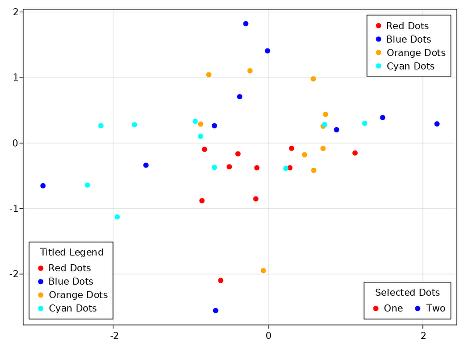 2
1
0
-1
-2
-2
0
2
Red Dots
Blue Dots
Orange Dots
Cyan Dots
Titled Legend
Red Dots
Blue Dots
Orange Dots
Cyan Dots
Selected Dots
One Two